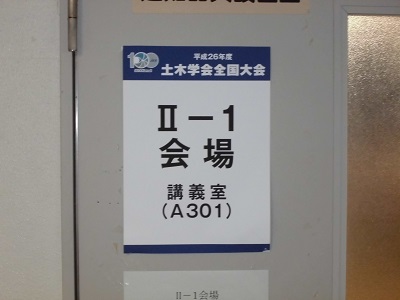 100
平成26年度
土木学会全国大会
Ⅱ－1
会場
講義室
(A301)
Ⅱ－1会場